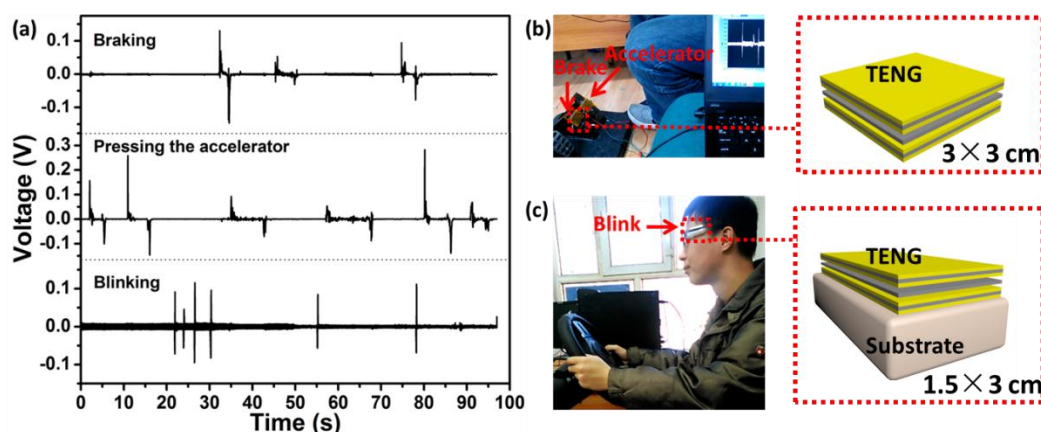 (a)
0.1
0.0
-0.1
Braking
0.3
0.2
0.1
0.0
-0.1
Pressing the accelerator
0.1
0.0
-0.1
Blinking
Voltage (V)
0 10 20 30 40 50 60 70 80 90 100
Time (s)
(b)
Brake
Accelerator
TENG
3×3 cm
(c)
Blink
TENG
Substrate
1.5×3 cm